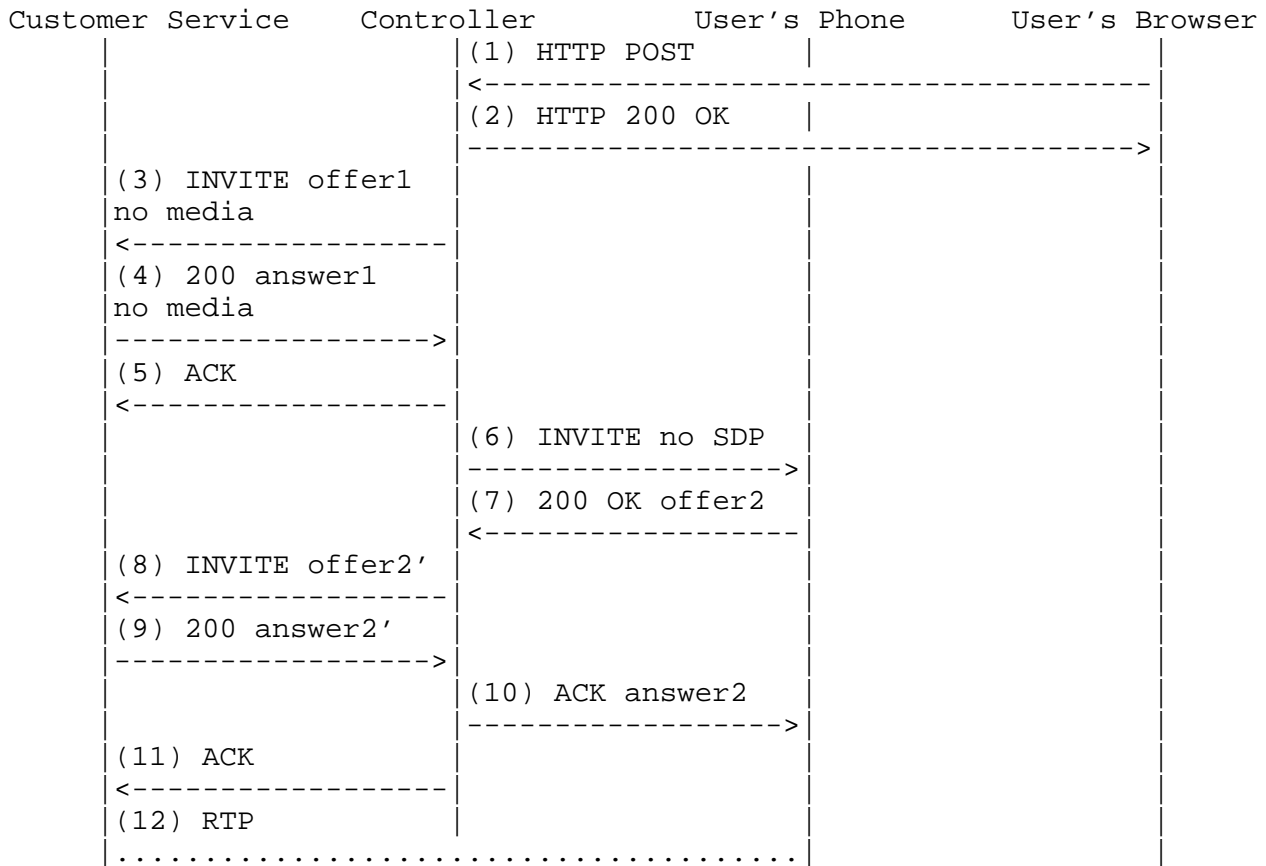 Customer Service Controller User's Phone User's Browser
(1) HTTP POST
(2) HTTP 200 OK
(3) INVITE offer1
no media
(4) 200 answer1
no media
(5) ACK
(6) INVITE no SDP
(7) 200 OK offer2
(8) INVITE offer2'
(9) 200 answer2'
(10) ACK answer2
(11) ACK
(12) RTP